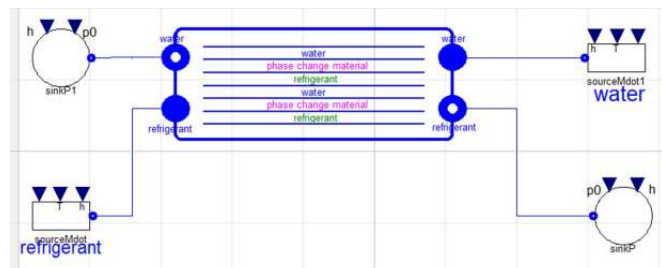 h p0
sinkP1
water
water
phase change material
refrigerant
water
phase change material
refrigerant
refrigerant
water
refrigerant
h T
sourceMdot1
water
T h
sourceMdot
refrigerant
p0 h
sinkP